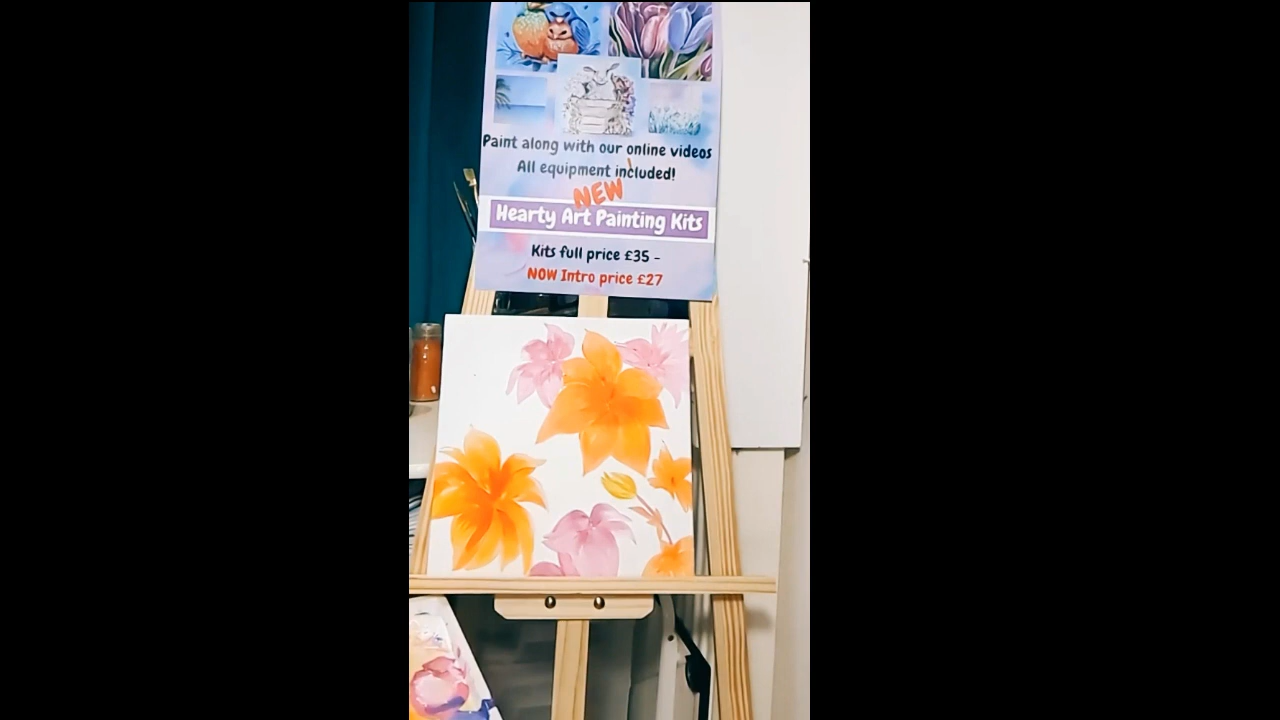 Paint along with our online videos
All equipment included!
NEW
Hearty Art Painting Kits
Kits full price £35 -
NOW Intro price £27